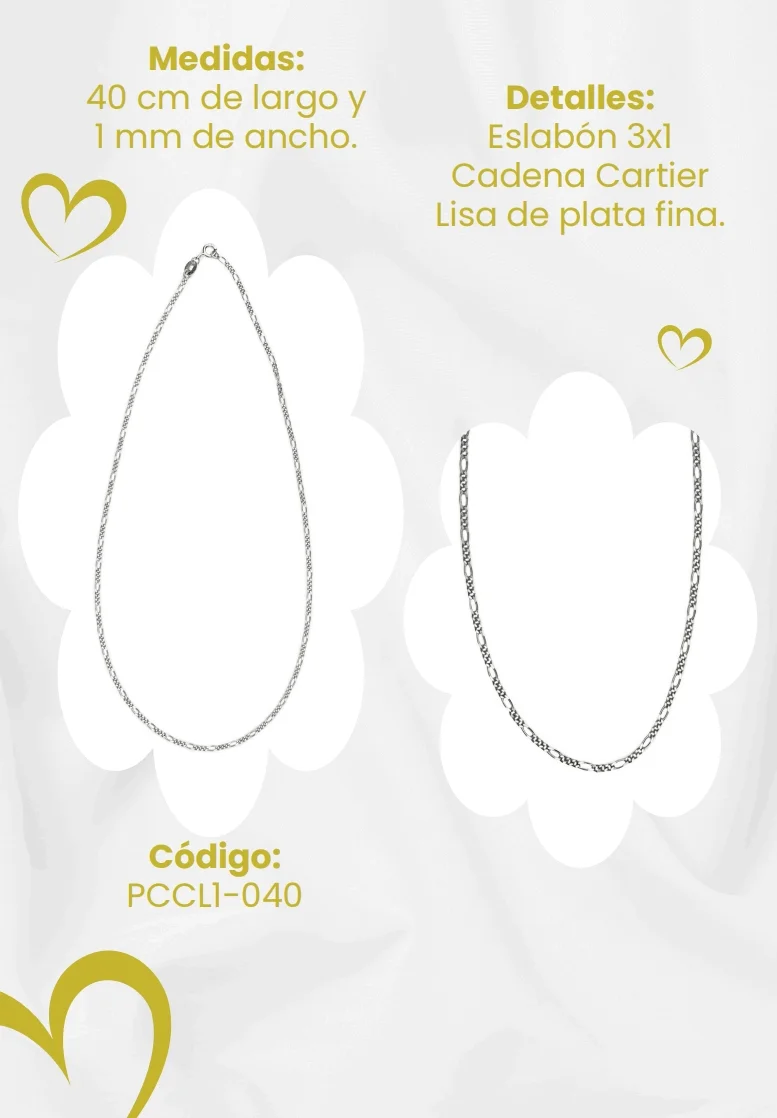 Medidas:
40 cm de largo y
1 mm de ancho.
Detalles:
Eslabón 3x1
Cadena Cartier
Lisa de plata fina.
Código:
PCCL1-040